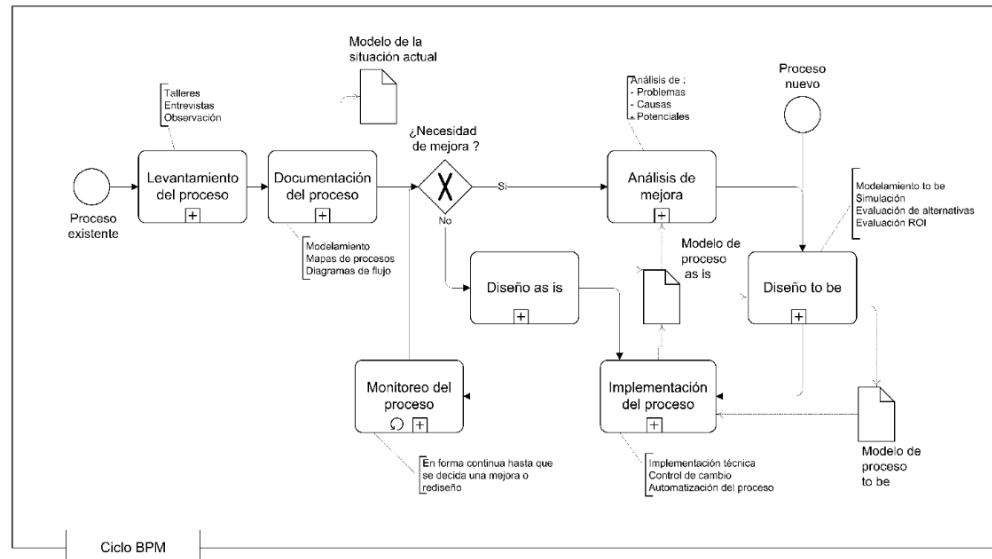 Modelo de la
situación actual
Proceso
nuevo
Talleres
Entrevistas
Observación
Análisis de :
- Problemas
- Causas
- Potenciales
¿Necesidad
de mejora ?
Levantamiento
del proceso
Documentación
del proceso
Si
Análisis de
mejora
Proceso
existente
No
Modelamiento
Mapas de procesos
Diagramas de flujo
Modelamiento to be
Simulación
Evaluación de alternativas
Evaluación ROI
Modelo de
proceso
as is
Diseño as is
Diseño to be
Monitoreo del
proceso
Implementación
del proceso
Modelo de
proceso
to be
En forma continua hasta que
se decida una mejora o
rediseño
Implementación técnica
Control de cambio
Automatización del proceso
Ciclo BPM